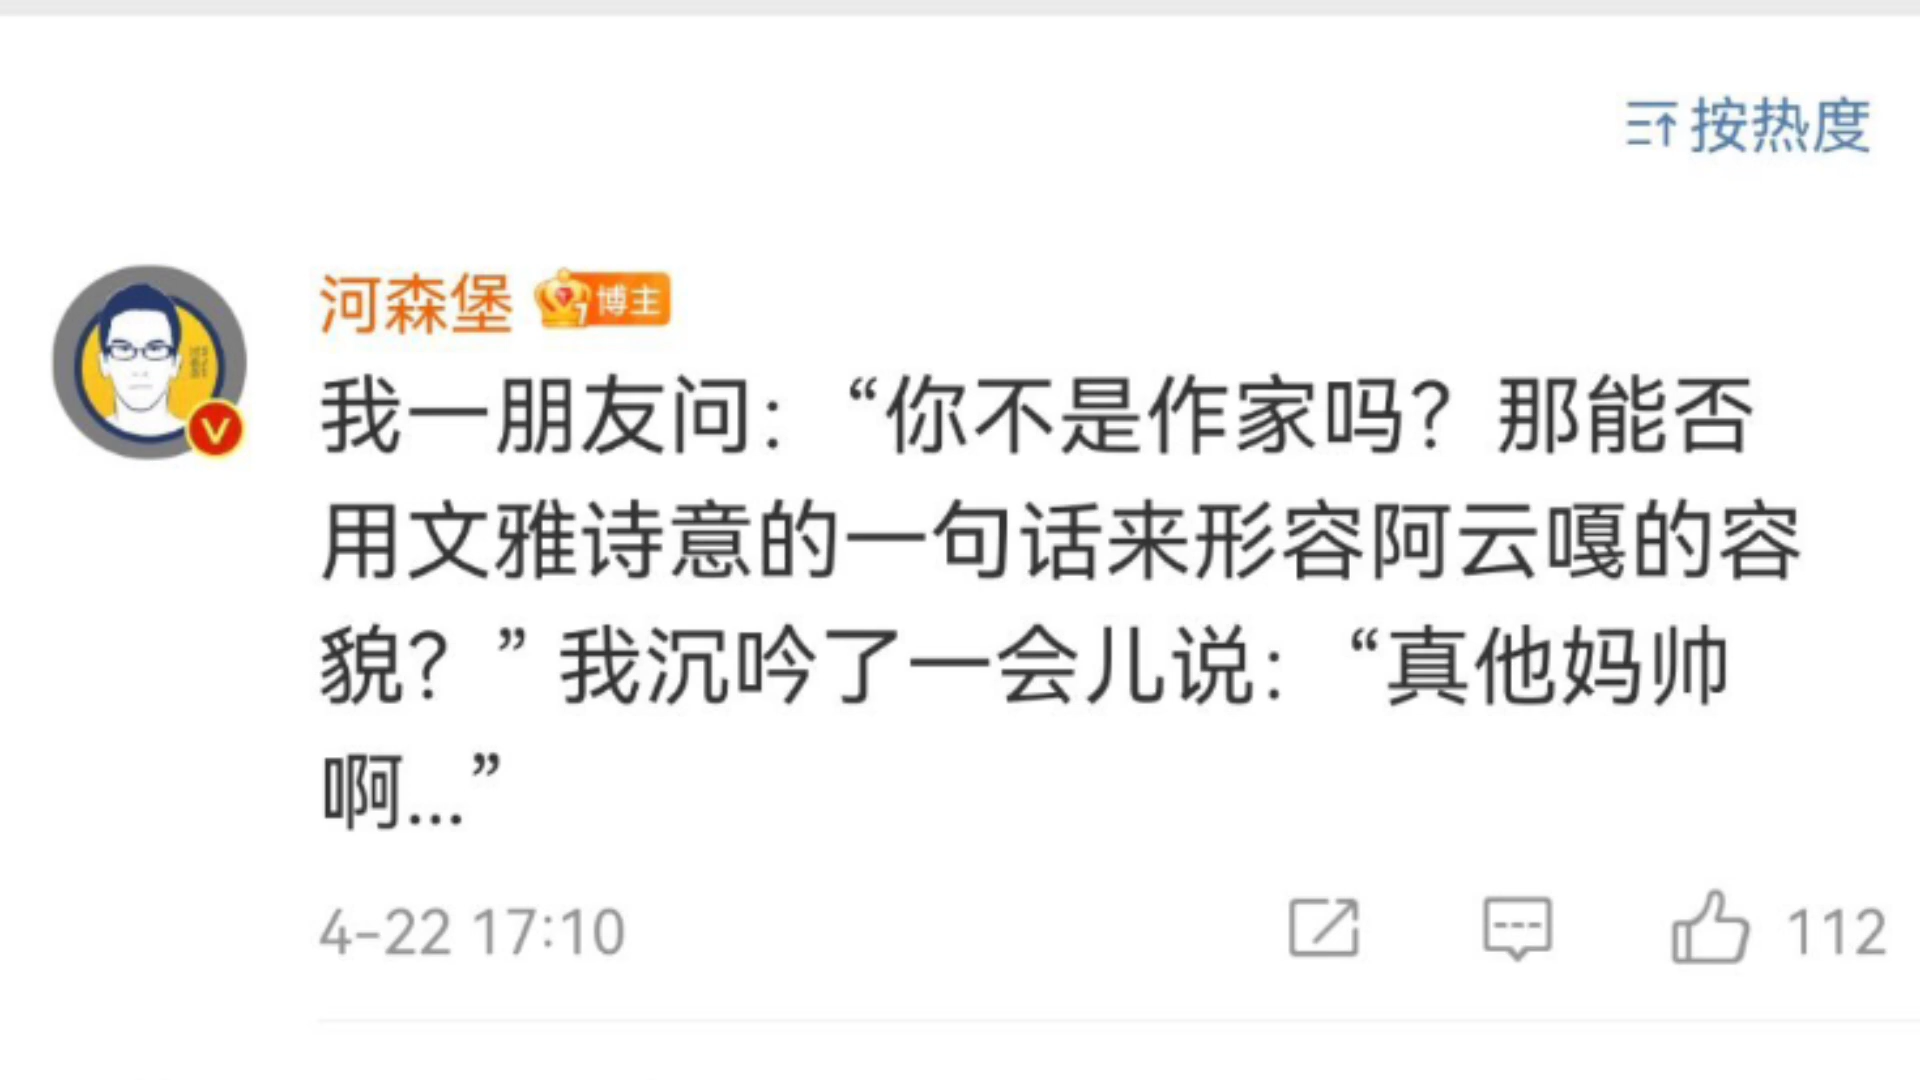 按热度
河森堡 7 博主
我一朋友问：“你不是作家吗？那能否
用文雅诗意的一句话来形容阿云嘎的容
貌？”我沉吟了一会儿说：“真他妈帅
啊...”
4-22 17:10 112